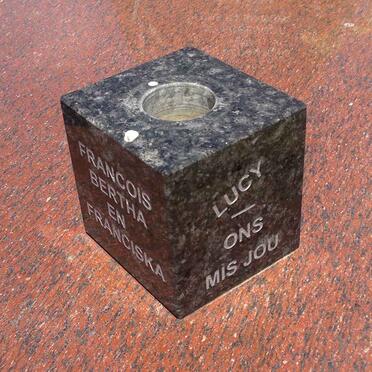 FRANCOIS
BERTHA
EN
FRANCISKA
LUCY
—
ONS
MIS JOU